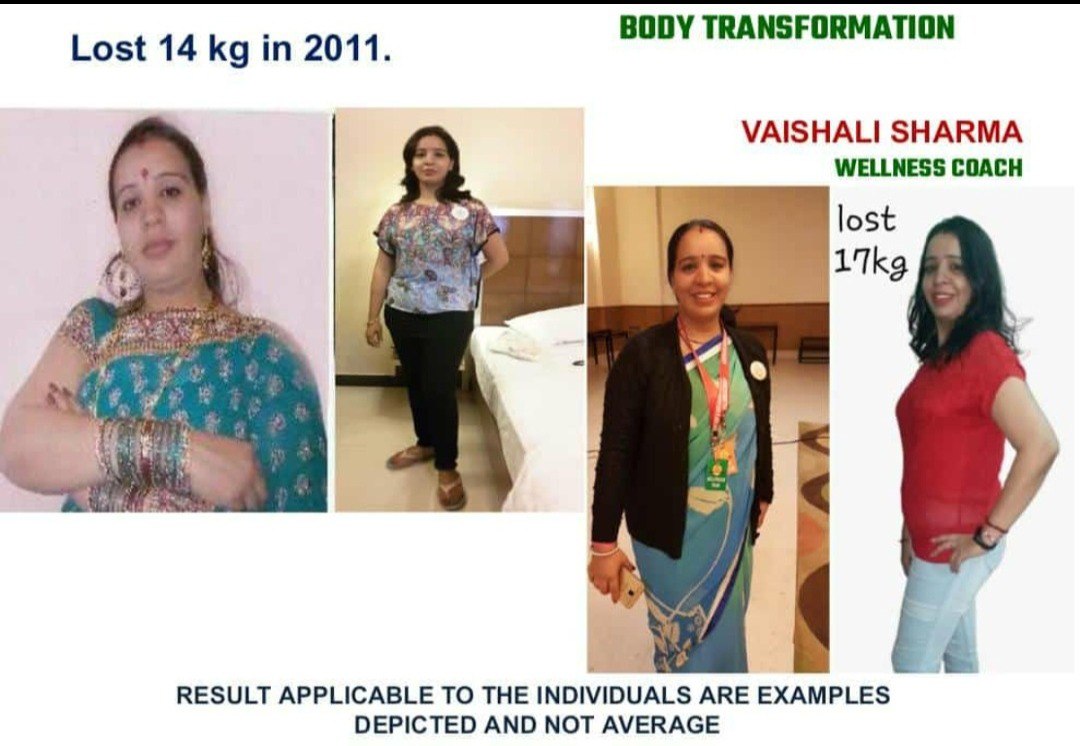 Lost 14 kg in 2011.
BODY TRANSFORMATION
VAISHALI SHARMA
WELLNESS COACH
lost
17kg
RESULT APPLICABLE TO THE INDIVIDUALS ARE EXAMPLES
DEPICTED AND NOT AVERAGE